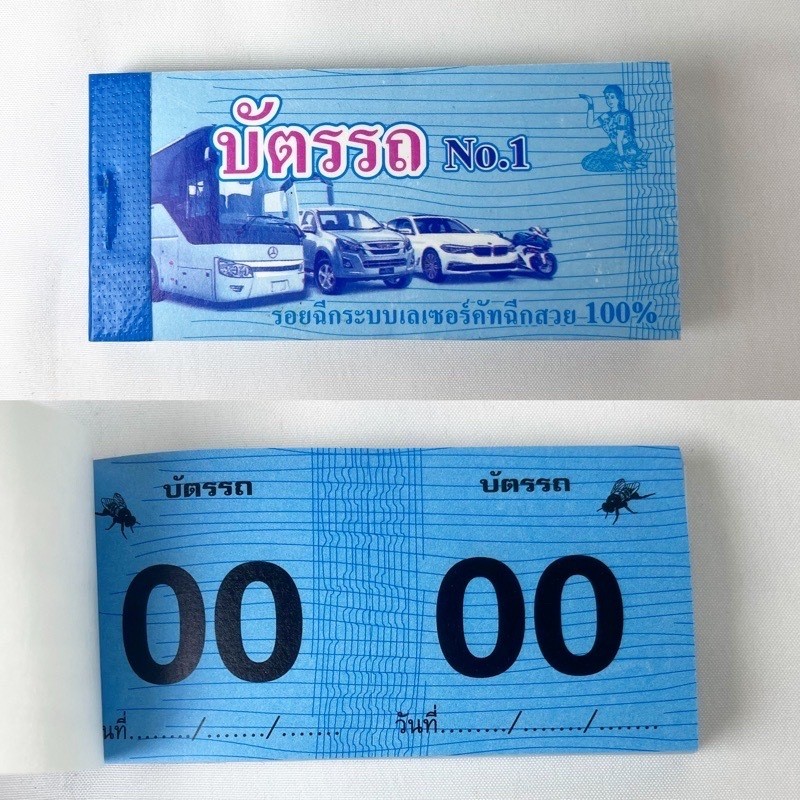 บัตรรถ No.1
รอยฉีกระบบเลเซอร์คัทฉีกสวย 100%
บัตรรถ
บัตรรถ
00
00
นที่......../......./.......
วันที่......../......./.......